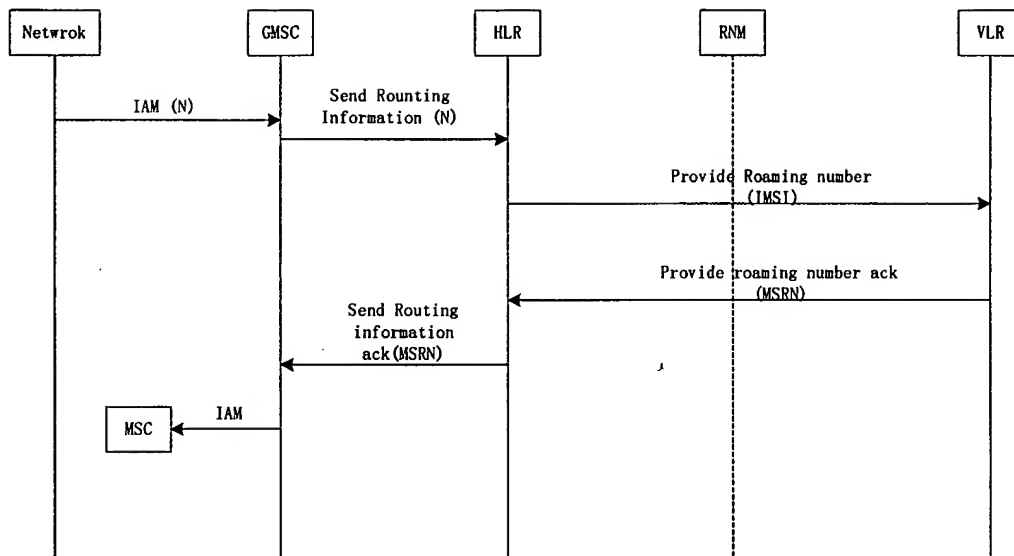 Netwrok
GMSC
HLR
RNM
VLR
IAM (N)
Send Rounting
Information (N)
Provide Roaming number
(IMSI)
Provide roaming number ack
(MSRN)
Send Routing
information
ack(MSRN)
IAM
MSC